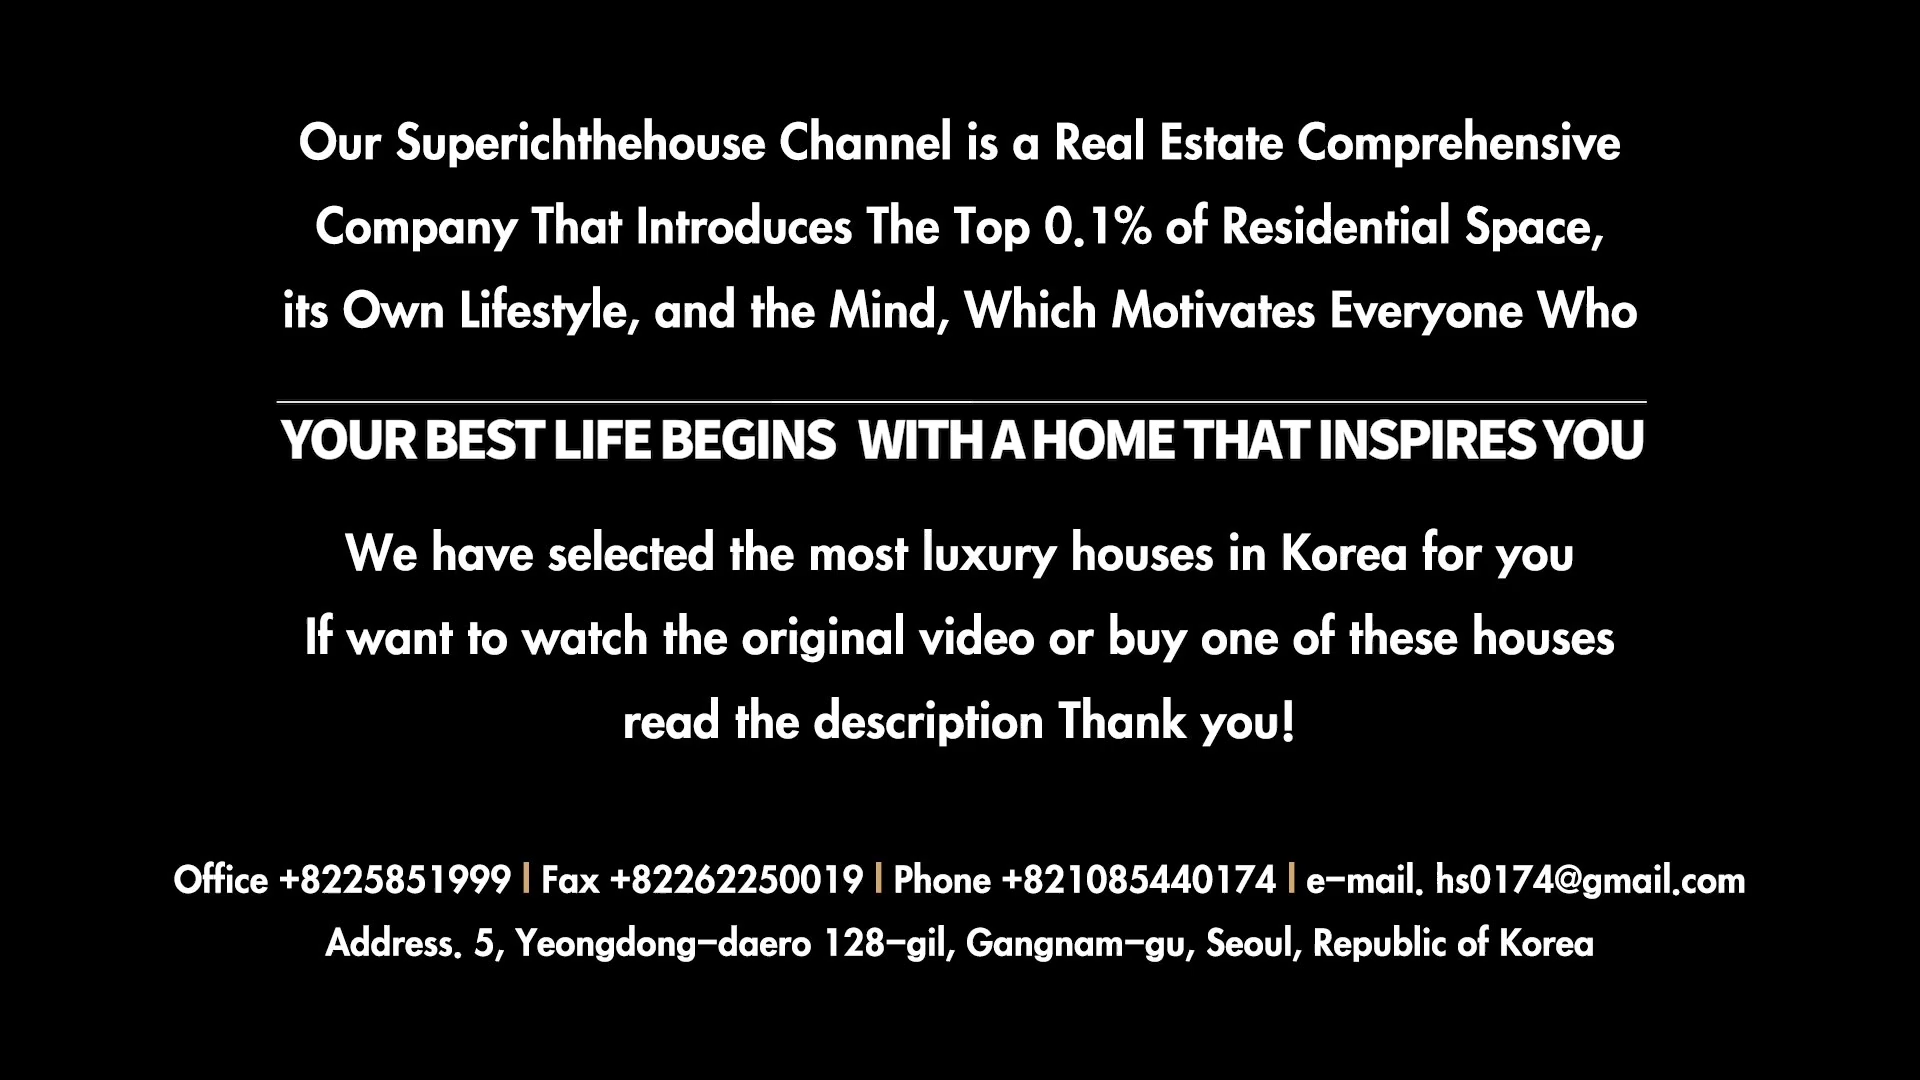 Our Superichthehouse Channel is a Real Estate Comprehensive
Company That Introduces The Top 0.1% of Residential Space,
its Own Lifestyle, and the Mind, Which Motivates Everyone Who
YOUR BEST LIFE BEGINS WITH A HOME THAT INSPIRES YOU
We have selected the most luxury houses in Korea for you
If want to watch the original video or buy one of these houses
read the description Thank you!
Office +8225851999 | Fax +82262250019 | Phone +821085440174 | e-mail. hs0174@gmail.com
Address. 5, Yeongdong-daero 128-gil, Gangnam-gu, Seoul, Republic of Korea